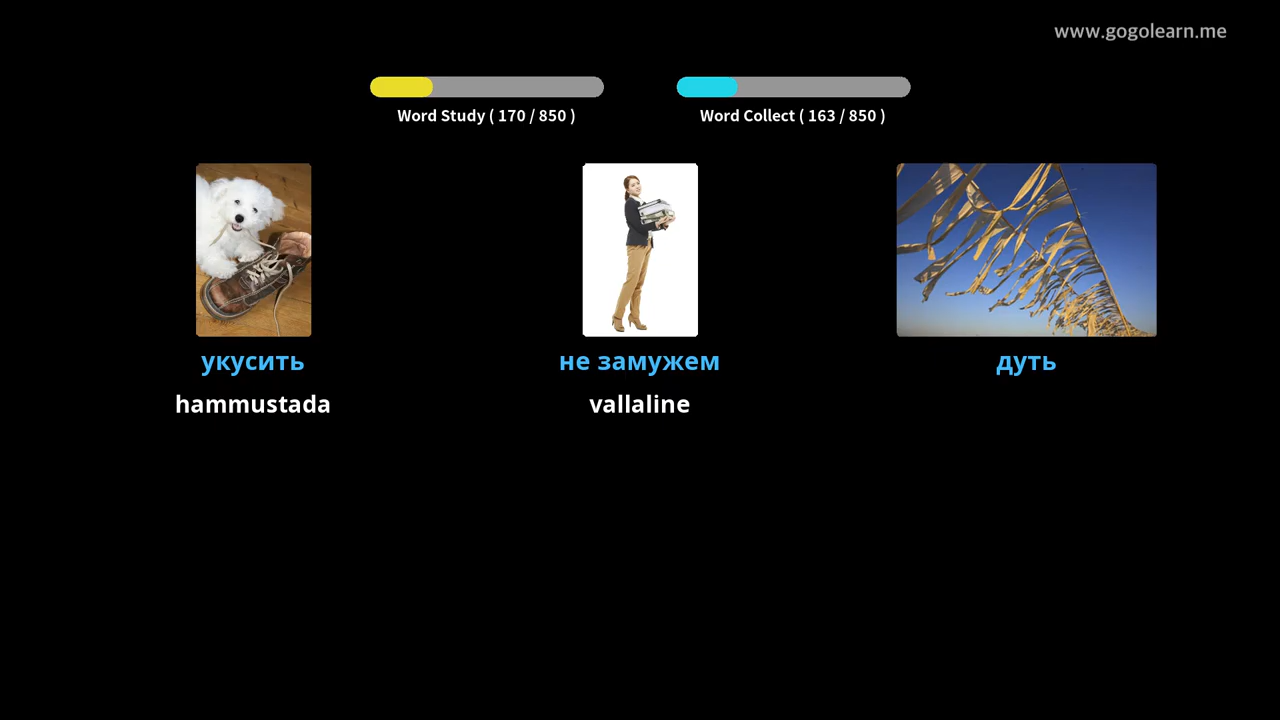 www.gogolearn.me
Word Study ( 170 / 850 )
Word Collect ( 163 / 850 )
укусить
не замужем
дуть
hammustada
vallaline